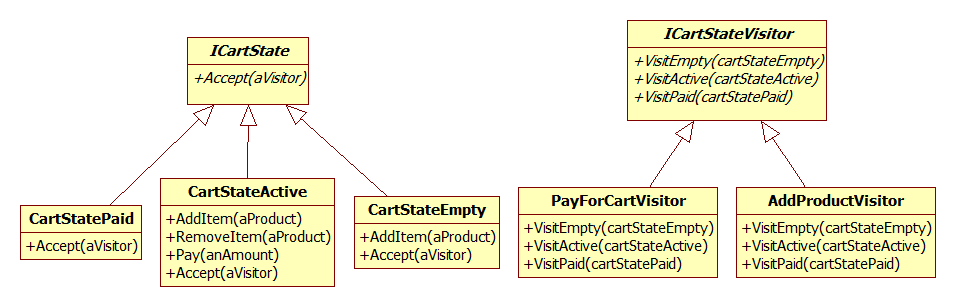 ICartState
+Accept(aVisitor)
ICartStateVisitor
+VisitEmpty(cartStateEmpty)
+VisitActive(cartStateActive)
+VisitPaid(cartStatePaid)
CartStatePaid
+Accept(aVisitor)
CartStateActive
+AddItem(aProduct)
+RemoveItem(aProduct)
+Pay(anAmount)
+Accept(aVisitor)
CartStateEmpty
+AddItem(aProduct)
+Accept(aVisitor)
PayForCartVisitor
+VisitEmpty(cartStateEmpty)
+VisitActive(cartStateActive)
+VisitPaid(cartStatePaid)
AddProductVisitor
+VisitEmpty(cartStateEmpty)
+VisitActive(cartStateActive)
+VisitPaid(cartStatePaid)